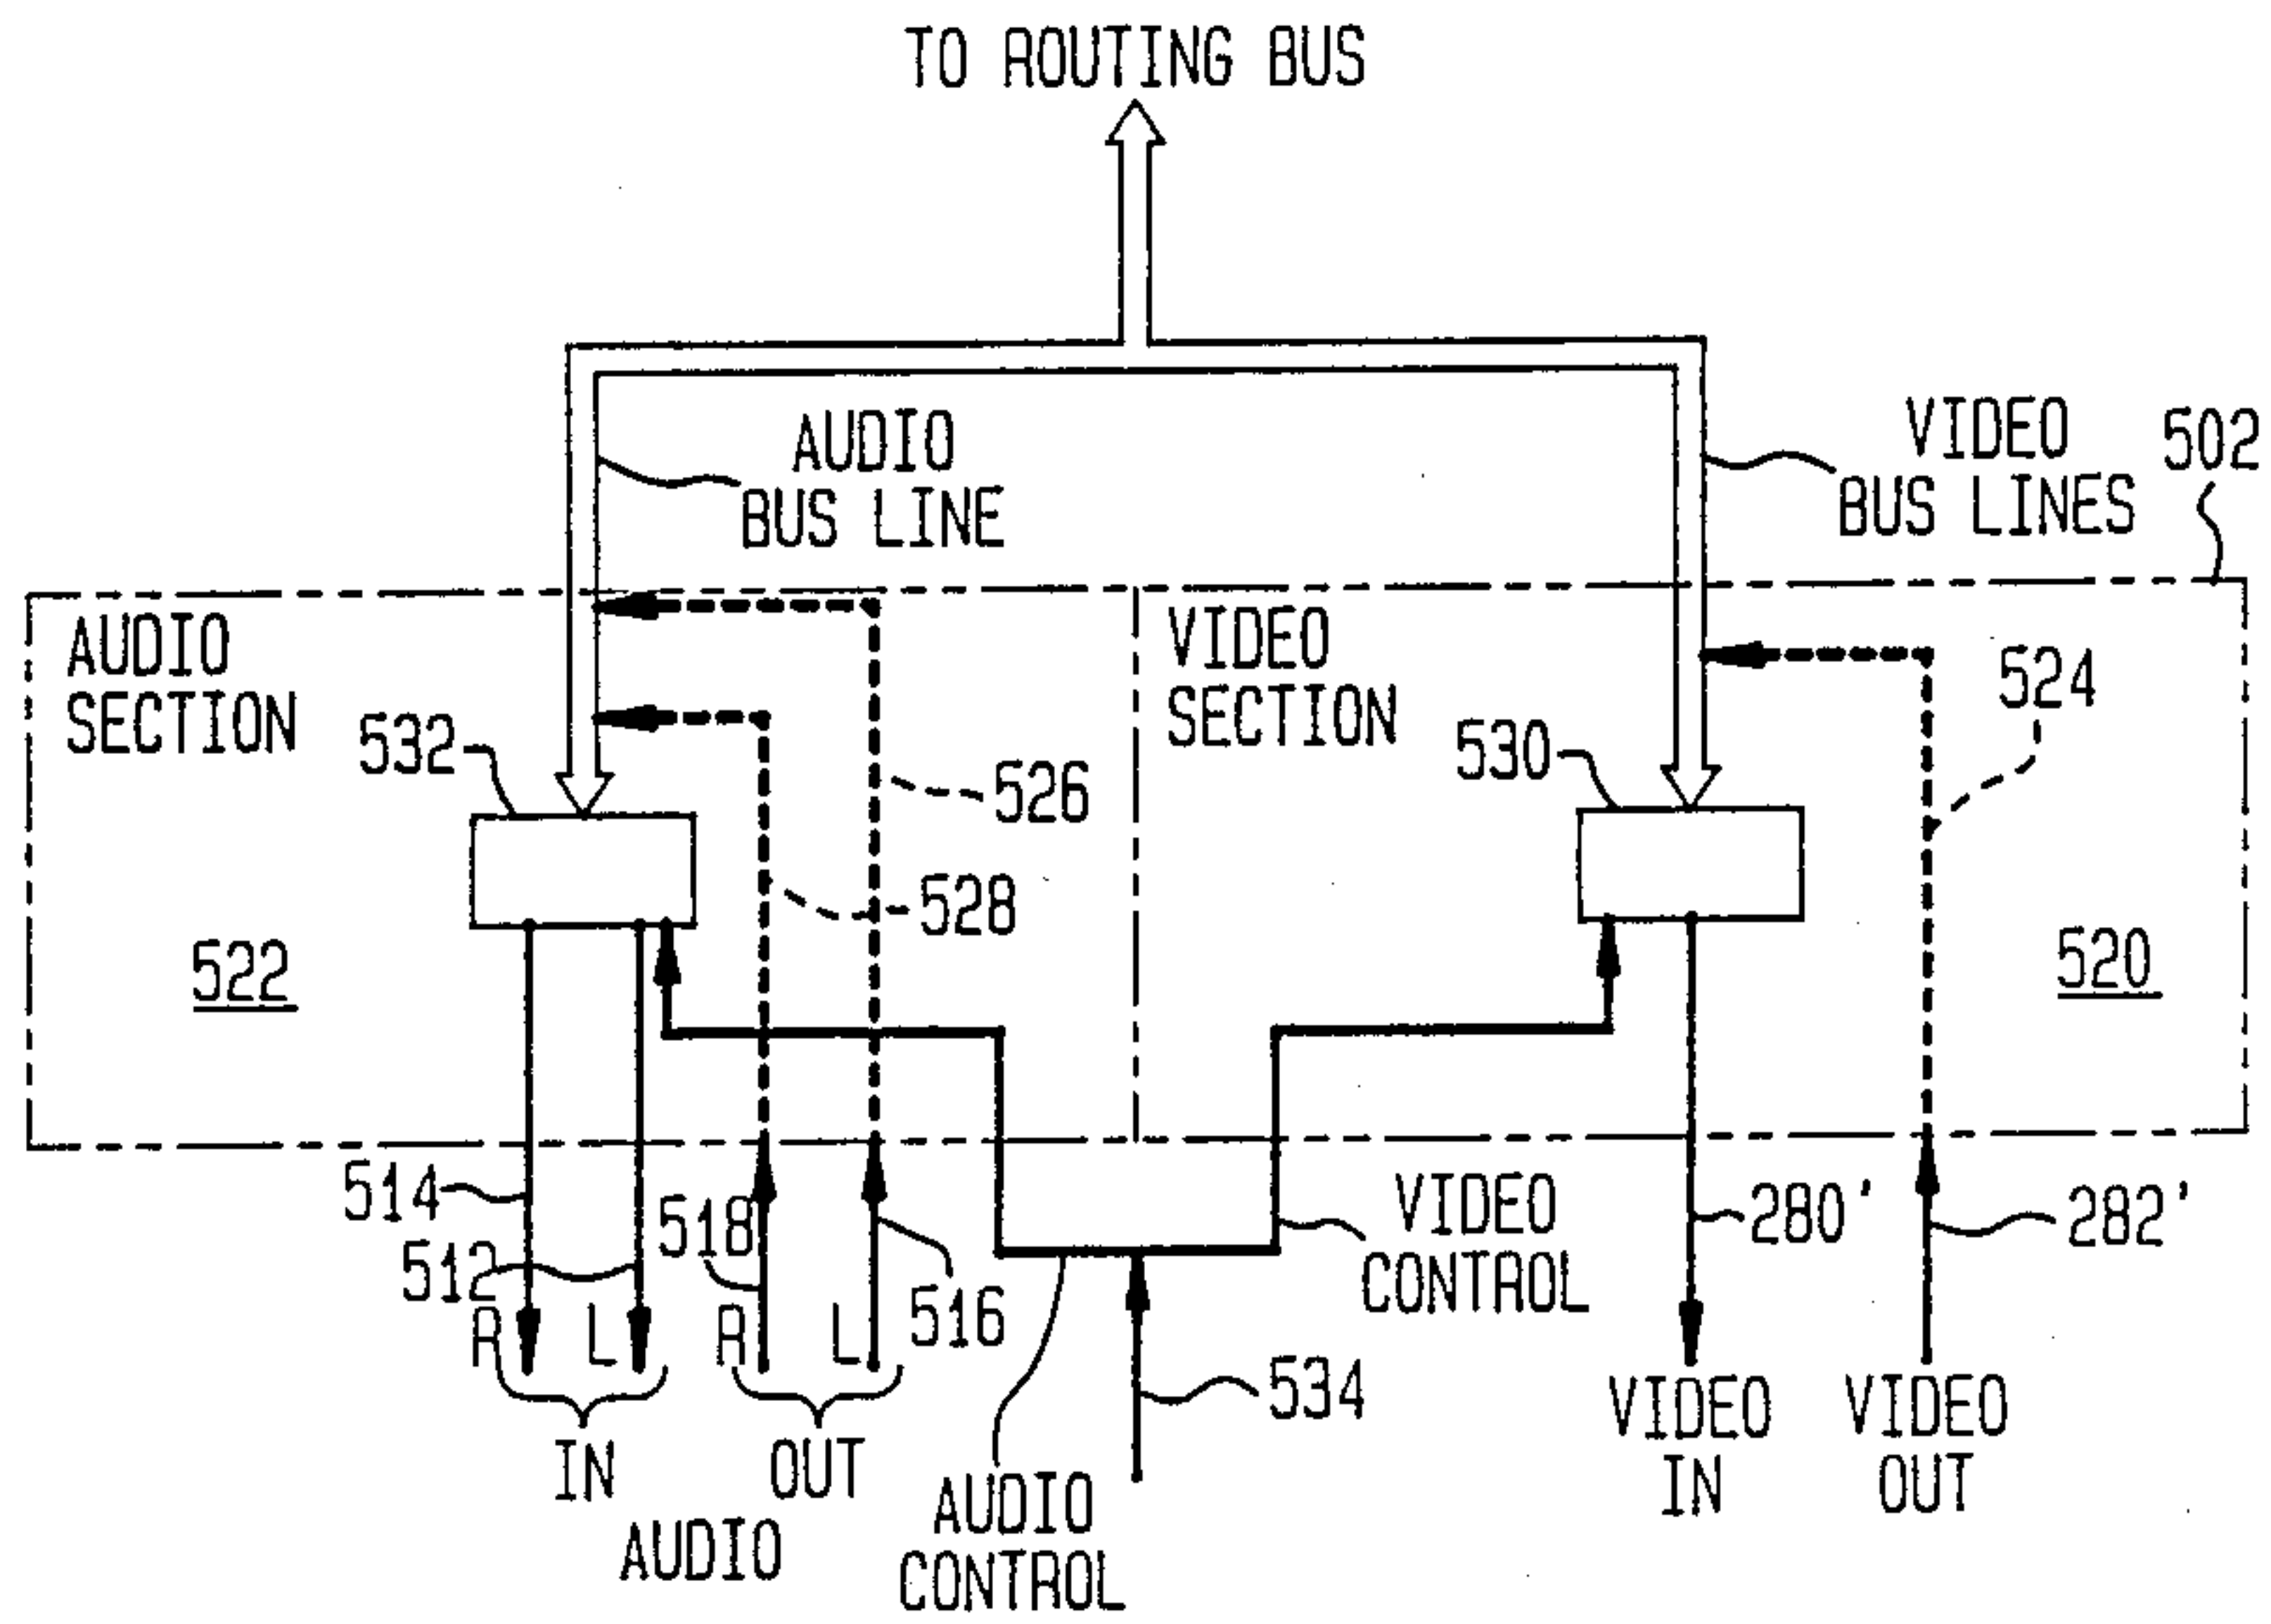 TO ROUTING BUS
AUDIO
BUS LINE
VIDEO
BUS LINES
502
AUDIO
SECTION
VIDEO
SECTION
524
532
530
526
528
522
520
514
518
VIDEO
CONTROL
280'
282'
512
516
R
L
R
L
534
IN
OUT
AUDIO
AUDIO
CONTROL
VIDEO
IN
VIDEO
OUT